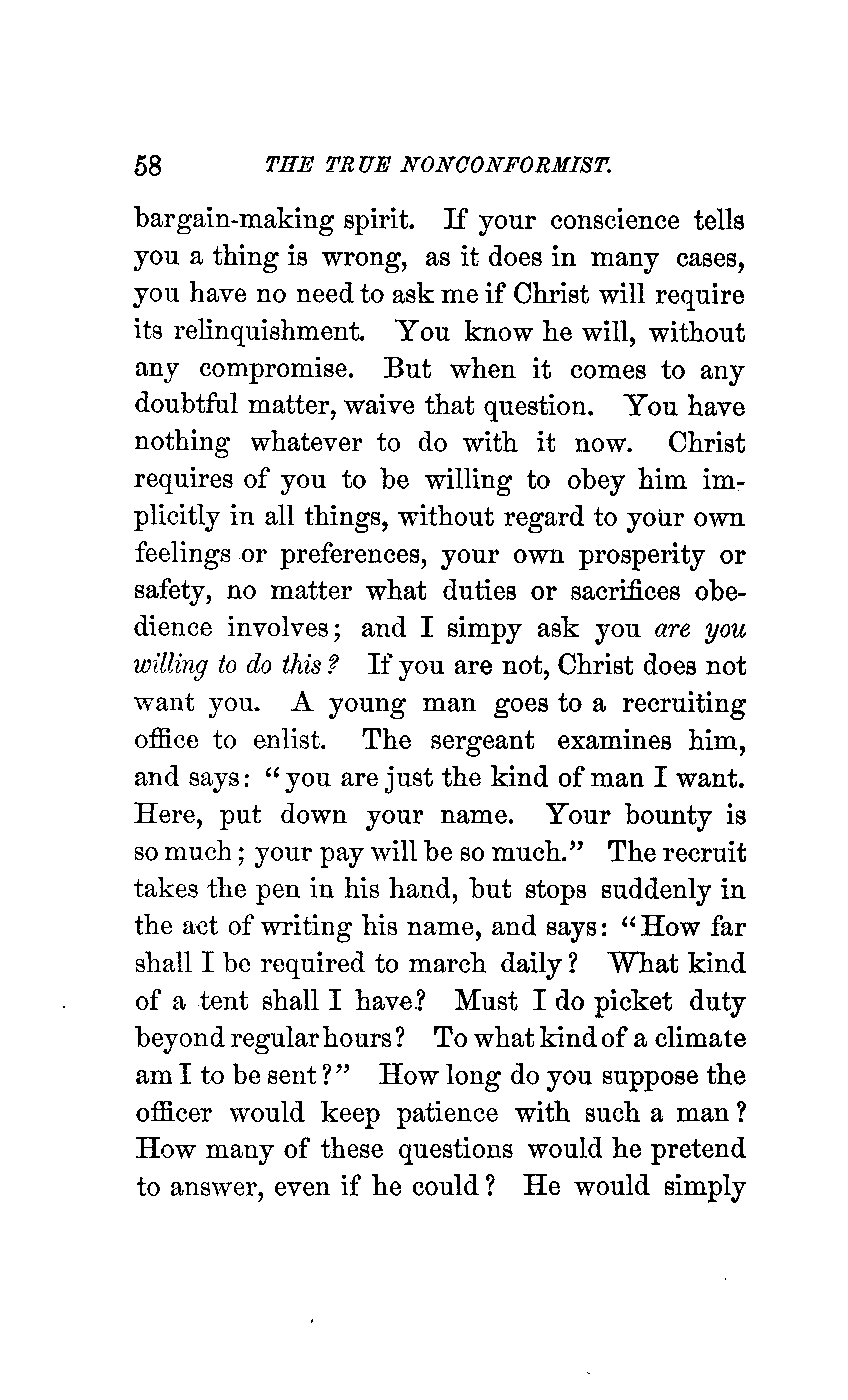 58 THE TRUE NONCONFORMIST.
bargain-making spirit. If your conscience tells
you a thing is wrong, as it does in many cases,
you have no need to ask me if Christ will require
its relinquishment. You know he will, without
any compromise. But when it comes to any
doubtful matter, waive that question. You have
nothing whatever to do with it now. Christ
requires of you to be willing to obey him im-
plicitly in all things, without regard to your own
feelings or preferences, your own prosperity or
safety, no matter what duties or sacrifices obe-
dience involves; and I simpy ask you are you
willing to do this? If you are not, Christ does not
want you. A young man goes to a recruiting
office to enlist. The sergeant examines him,
and says: "you are just the kind of man I want.
Here, put down your name. Your bounty is
so much; your pay will be so much." The recruit
takes the pen in his hand, but stops suddenly in
the act of writing his name, and says: "How far
shall I be required to march daily? What kind
of a tent shall I have? Must I do picket duty
beyond regular hours? To what kind of a climate
am I to be sent?" How long do you suppose the
officer would keep patience with such a man?
How many of these questions would he pretend
to answer, even if he could? He would simply